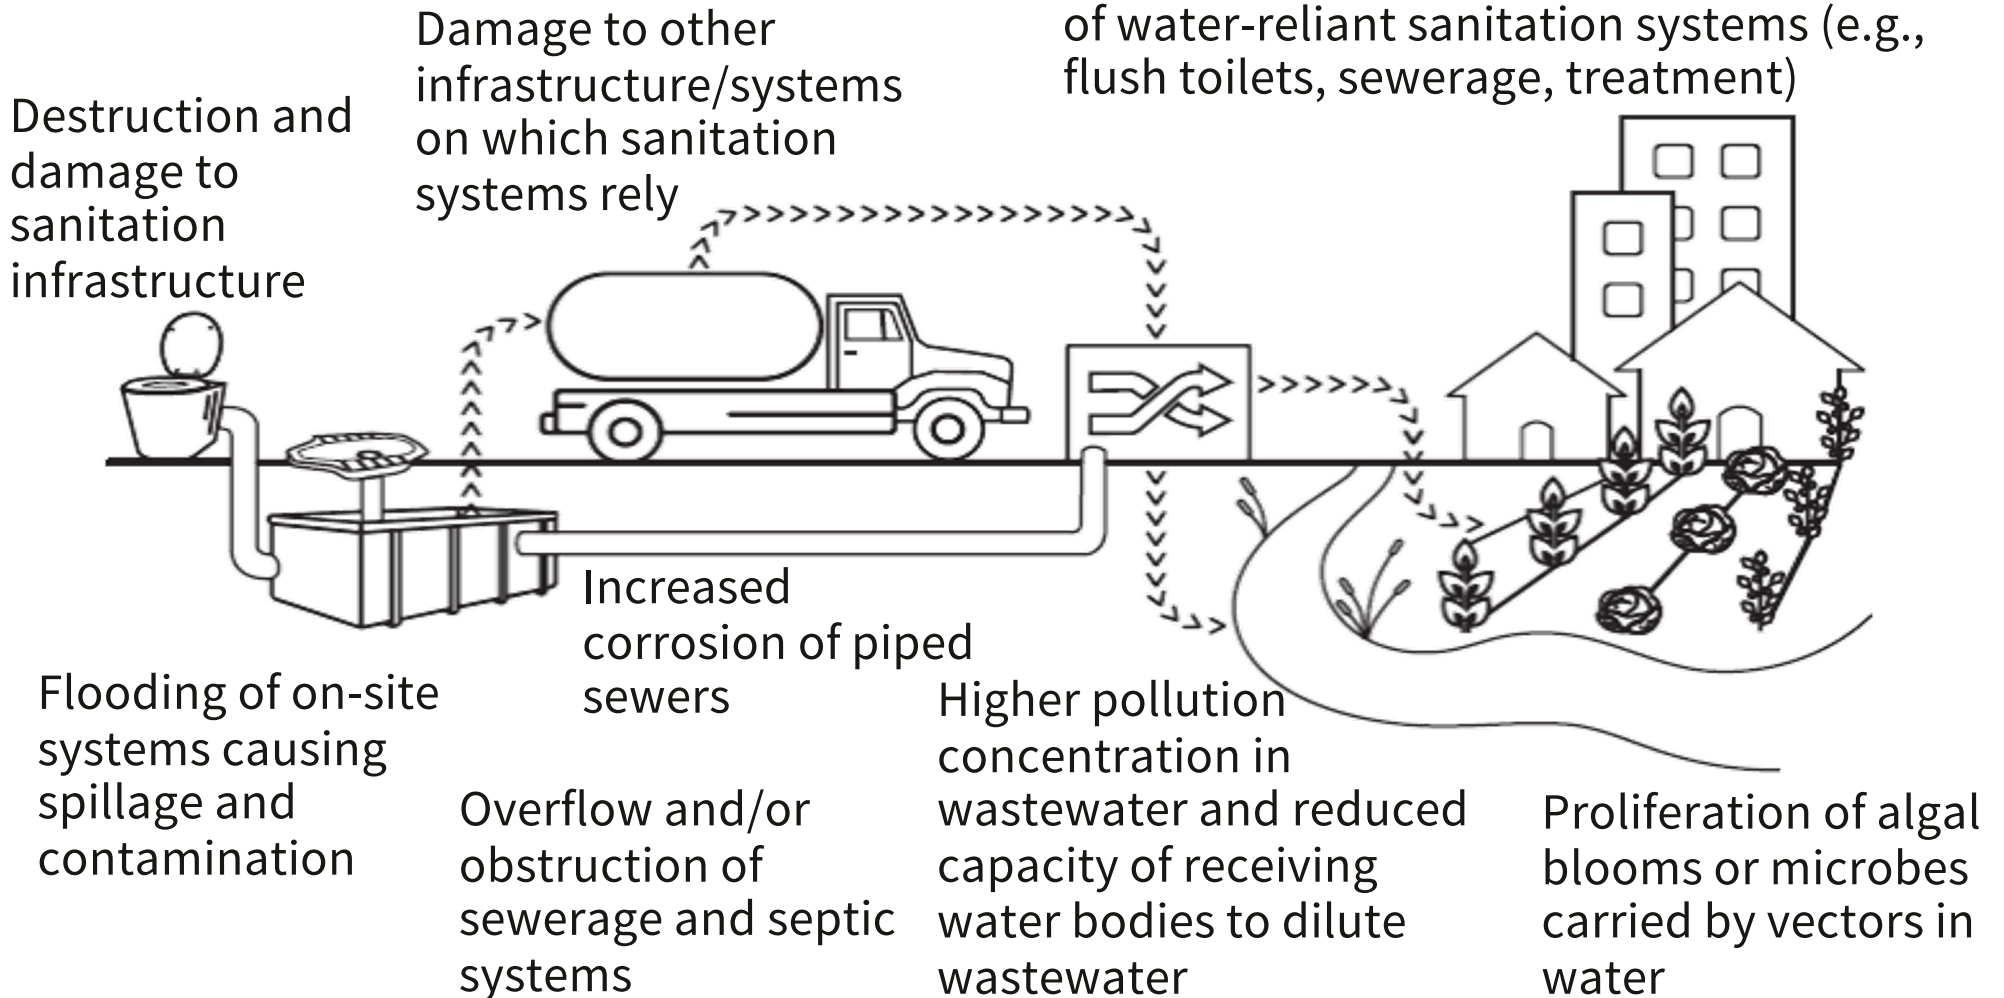 Damage to other
infrastructure/systems
on which sanitation
systems rely
of water-reliant sanitation systems (e.g.,
flush toilets, sewerage, treatment)
Destruction and
damage to
sanitation
infrastructure
Increased
corrosion of piped
sewers
Flooding of on-site
systems causing
spillage and
contamination
Overflow and/or
obstruction of
sewerage and septic
systems
Higher pollution
concentration in
wastewater and reduced
capacity of receiving
water bodies to dilute
wastewater
Proliferation of algal
blooms or microbes
carried by vectors in
water